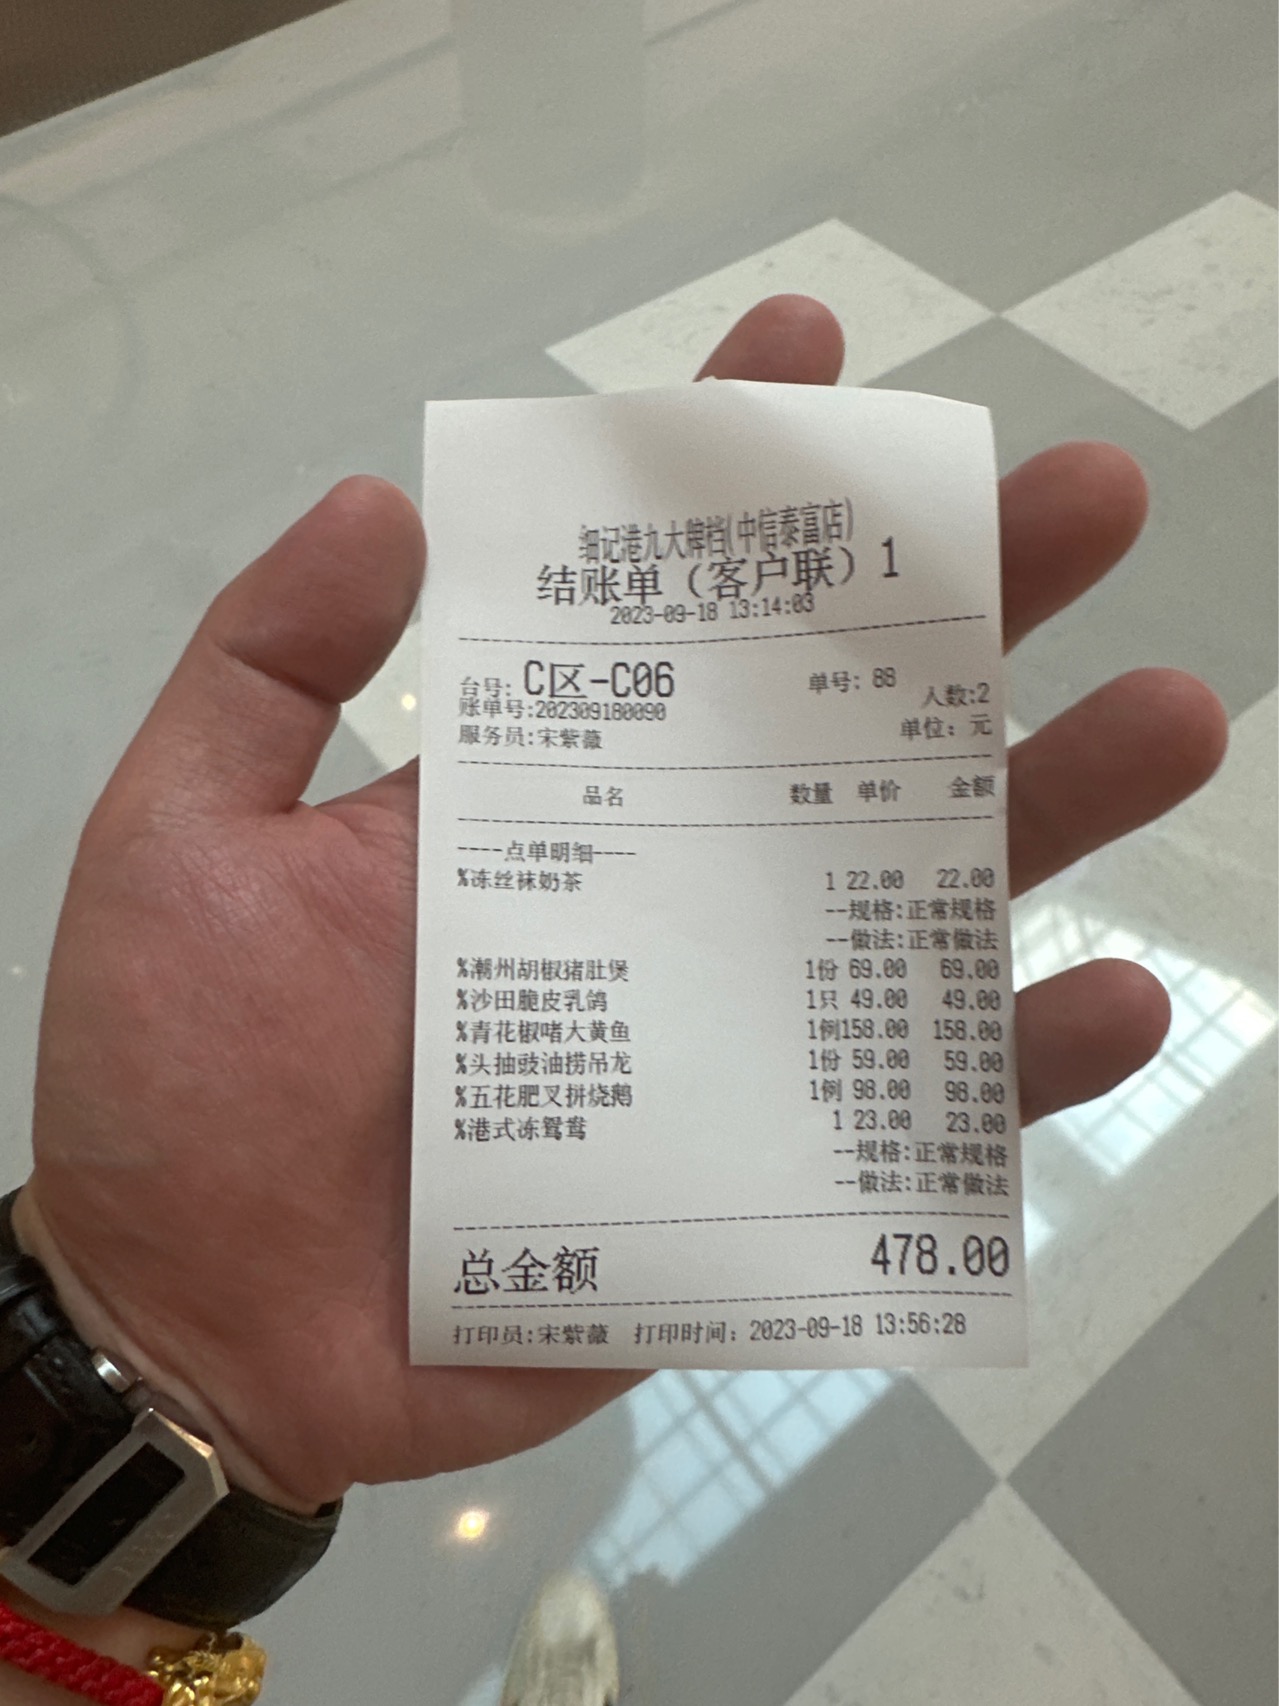 细记港九大牌档(中信泰富店)
结账单（客户联）1
2023-09-18 13:14:03
台号: C区-C06 单号: 88
账单号:202309180090 人数:2
服务员:宋紫薇 单位: 元
品名 数量 单价 金额
----点单明细----
%冻丝袜奶茶 1 22.00 22.00
--规格:正常规格
--做法:正常做法
%潮州胡椒猪肚煲 1份 69.00 69.00
%沙田脆皮乳鸽 1只 49.00 49.00
%青花椒啫大黄鱼 1例158.00 158.00
%头抽豉油捞吊龙 1份 59.00 59.00
%五花肥叉拼烧鹅 1例 98.00 98.00
%港式冻鸳鸯 1 23.00 23.00
--规格:正常规格
--做法:正常做法
总金额 478.00
打印员:宋紫薇 打印时间: 2023-09-18 13:56:28